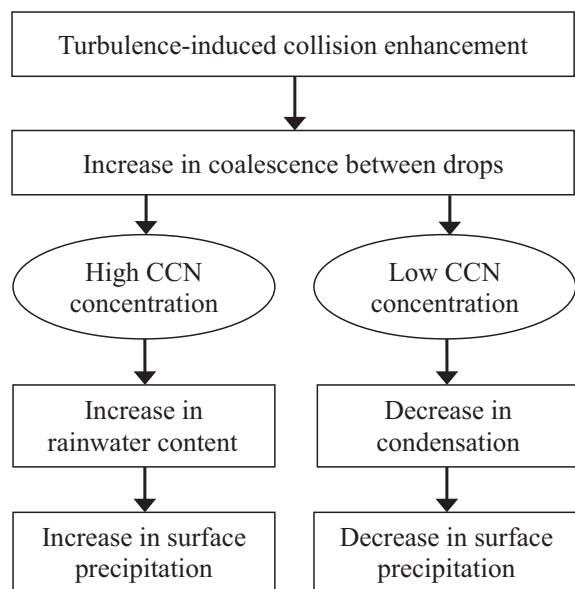 Turbulence-induced collision enhancement
Increase in coalescence between drops
High CCN
concentration
Low CCN
concentration
Increase in
rainwater content
Decrease in
condensation
Increase in surface
precipitation
Decrease in surface
precipitation